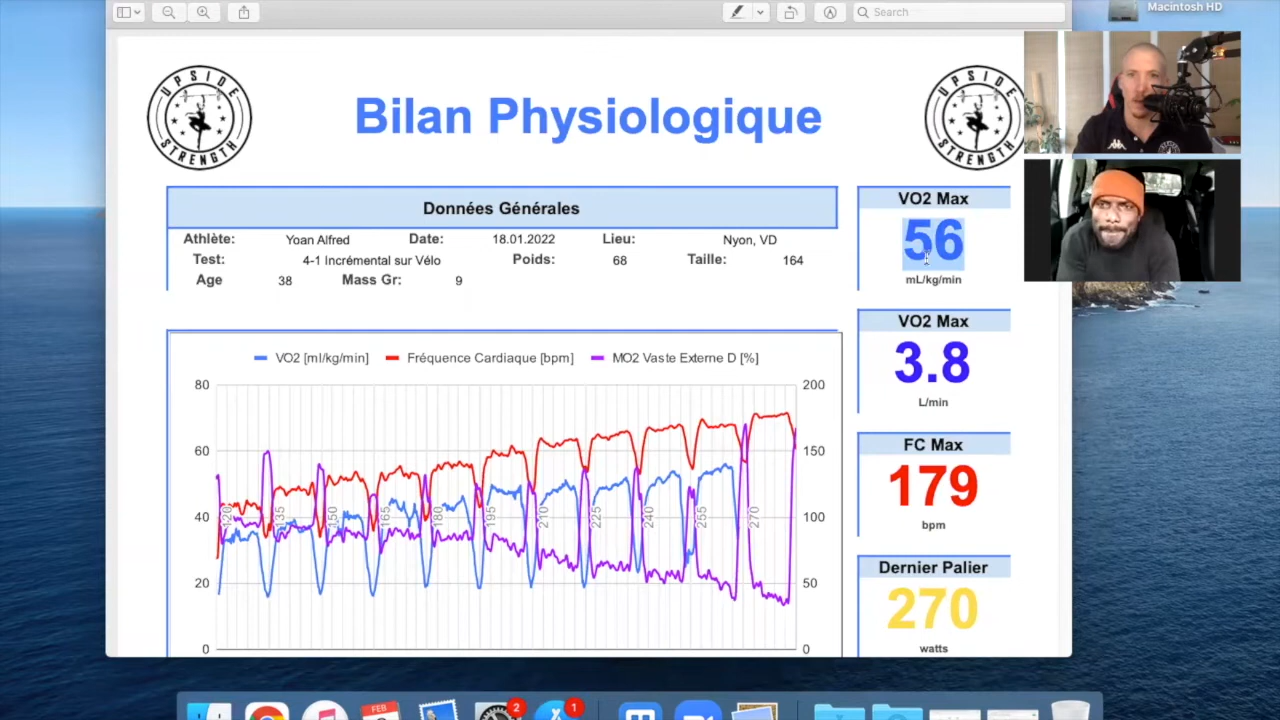 Search
Macintosh HD
UPSIDE
STRENGTH
Bilan Physiologique
UPSIDE
STRENGTH
Données Générales
Athlète: Yoan Alfred Date: 18.01.2022 Lieu: Nyon, VD
Test: 4-1 Incrémental sur Vélo Poids: 68 Taille: 164
Age 38 Mass Gr: 9
VO2 Max
56
mL/kg/min
VO2 Max
3.8
L/min
FC Max
179
bpm
Dernier Palier
270
watts
VO2 [ml/kg/min] Fréquence Cardiaque [bpm] MO2 Vaste Externe D [%]
80 200
60 150
40 100
20 50
0 0
120 135 150 165 180 195 210 225 240 255 270
FEB 2 1